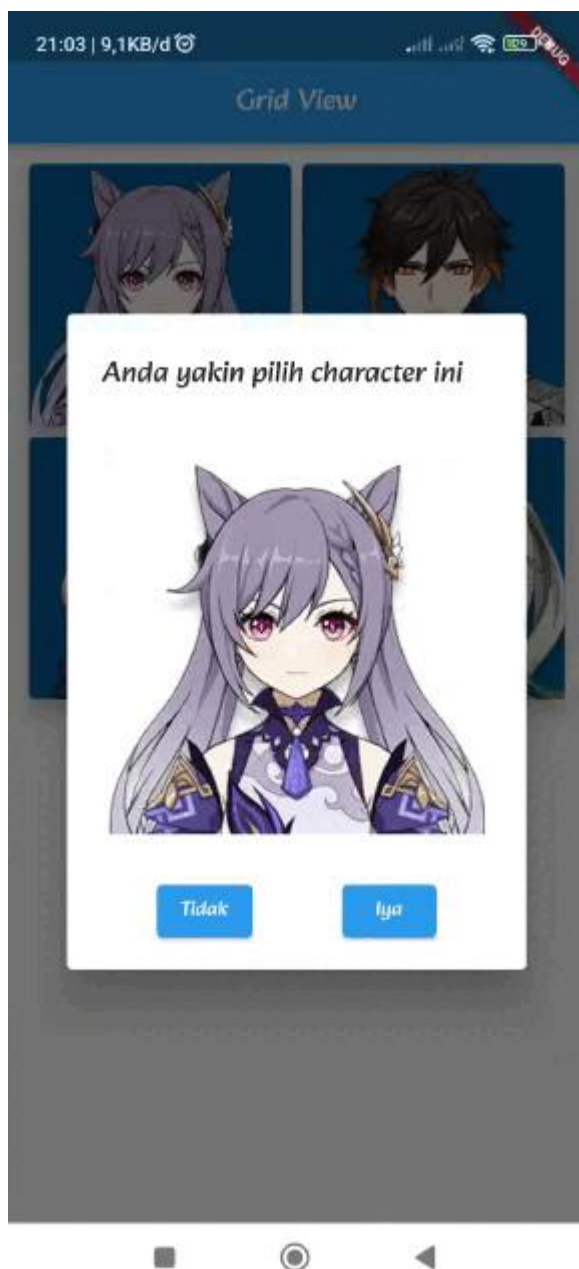 21:03 | 9,1KB/d
DEBUG
Grid View
Anda yakin pilih character ini
Tidak
Iya